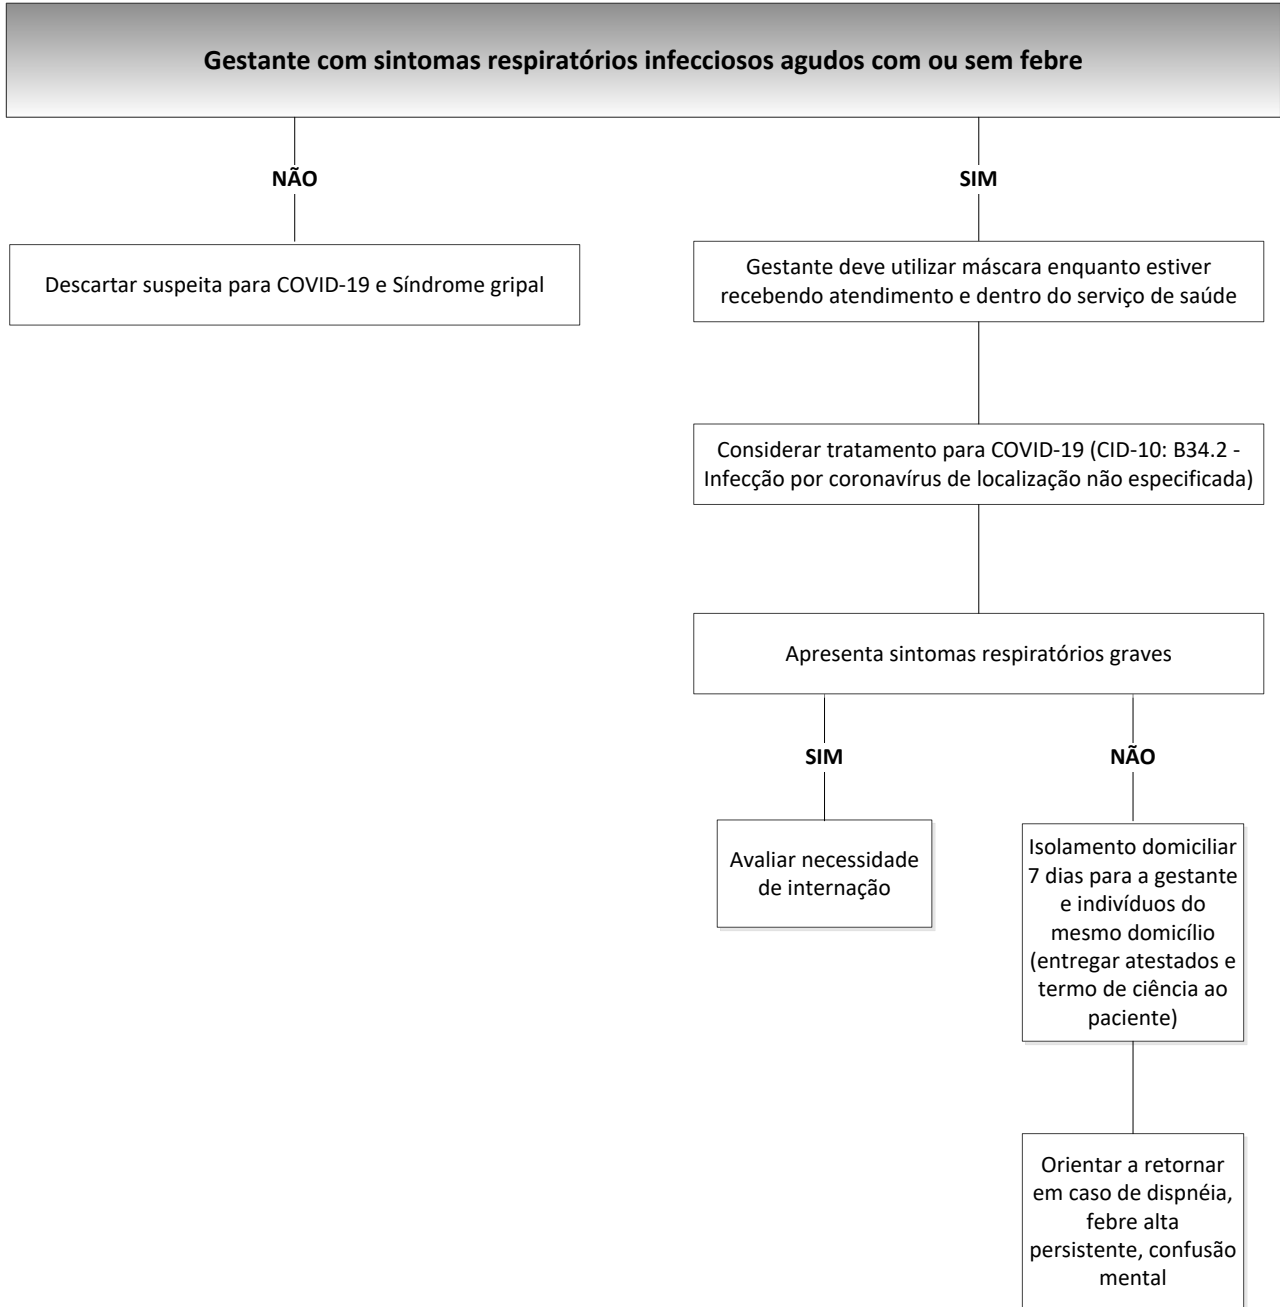 Gestante com sintomas respiratórios infecciosos agudos com ou sem febre
NÃO
SIM
Descartar suspeita para COVID-19 e Síndrome gripal
Gestante deve utilizar máscara enquanto estiver
recebendo atendimento e dentro do serviço de saúde
Considerar tratamento para COVID-19 (CID-10: B34.2 -
Infecção por coronavírus de localização não especificada)
Apresenta sintomas respiratórios graves
SIM
NÃO
Avaliar necessidade
de internação
Isolamento domiciliar
7 dias para a gestante
e indivíduos do
mesmo domicílio
(entregar atestados e
termo de ciência ao
paciente)
Orientar a retornar
em caso de dispnéia,
febre alta
persistente, confusão
mental